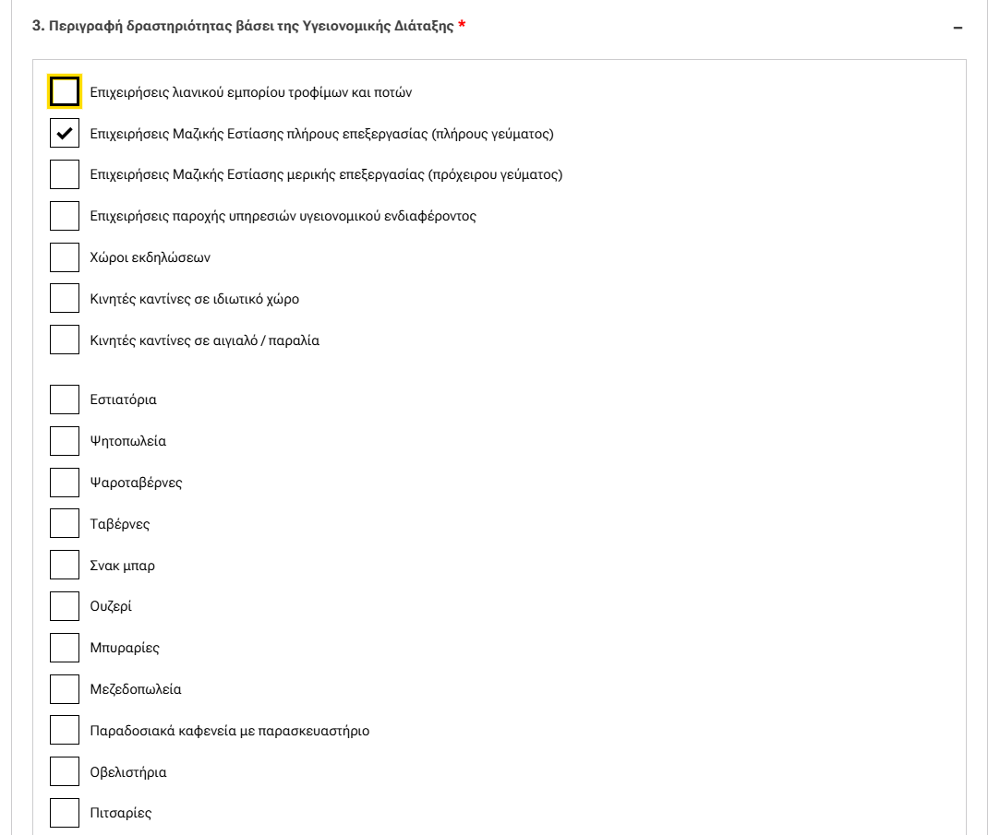 3. Περιγραφή δραστηριότητας βάσει της Υγειονομικής Διάταξης *
Επιχειρήσεις λιανικού εμπορίου τροφίμων και ποτών
Επιχειρήσεις Μαζικής Εστίασης πλήρους επεξεργασίας (πλήρους γεύματος)
Επιχειρήσεις Μαζικής Εστίασης μερικής επεξεργασίας (πρόχειρου γεύματος)
Επιχειρήσεις παροχής υπηρεσιών υγειονομικού ενδιαφέροντος
Χώροι εκδηλώσεων
Κινητές καντίνες σε ιδιωτικό χώρο
Κινητές καντίνες σε αιγιαλό / παραλία
Εστιατόρια
Ψητοπωλεία
Ψαροταβέρνες
Ταβέρνες
Σνακ μπαρ
Ουζερί
Μπυραρίες
Μεζεδοπωλεία
Παραδοσιακά καφενεία με παρασκευαστήριο
Οβελιστήρια
Πιτσαρίες